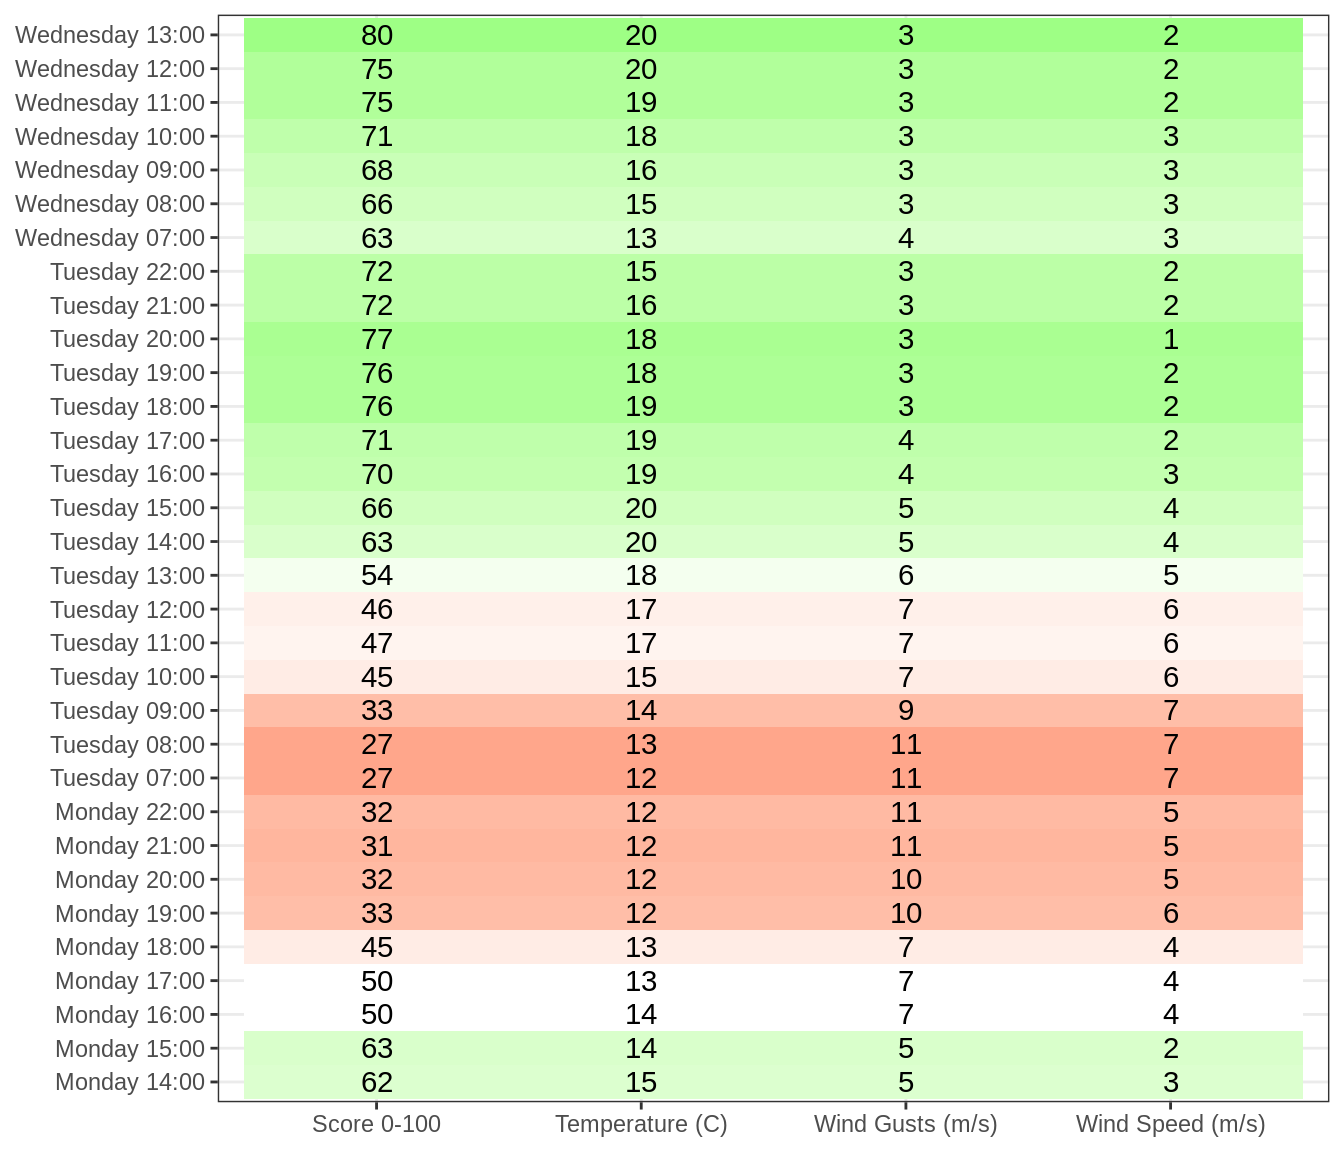 Wednesday 13:00 80 20 3 2
Wednesday 12:00 75 20 3 2
Wednesday 11:00 75 19 3 2
Wednesday 10:00 71 18 3 3
Wednesday 09:00 68 16 3 3
Wednesday 08:00 66 15 3 3
Wednesday 07:00 63 13 4 3
Tuesday 22:00 72 15 3 2
Tuesday 21:00 72 16 3 2
Tuesday 20:00 77 18 3 1
Tuesday 19:00 76 18 3 2
Tuesday 18:00 76 19 3 2
Tuesday 17:00 71 19 4 2
Tuesday 16:00 70 19 4 3
Tuesday 15:00 66 20 5 4
Tuesday 14:00 63 20 5 4
Tuesday 13:00 54 18 6 5
Tuesday 12:00 46 17 7 6
Tuesday 11:00 47 17 7 6
Tuesday 10:00 45 15 7 6
Tuesday 09:00 33 14 9 7
Tuesday 08:00 27 13 11 7
Tuesday 07:00 27 12 11 7
Monday 22:00 32 12 11 5
Monday 21:00 31 12 11 5
Monday 20:00 32 12 10 5
Monday 19:00 33 12 10 6
Monday 18:00 45 13 7 4
Monday 17:00 50 13 7 4
Monday 16:00 50 14 7 4
Monday 15:00 63 14 5 2
Monday 14:00 62 15 5 3
Score 0-100 Temperature (C) Wind Gusts (m/s) Wind Speed (m/s)